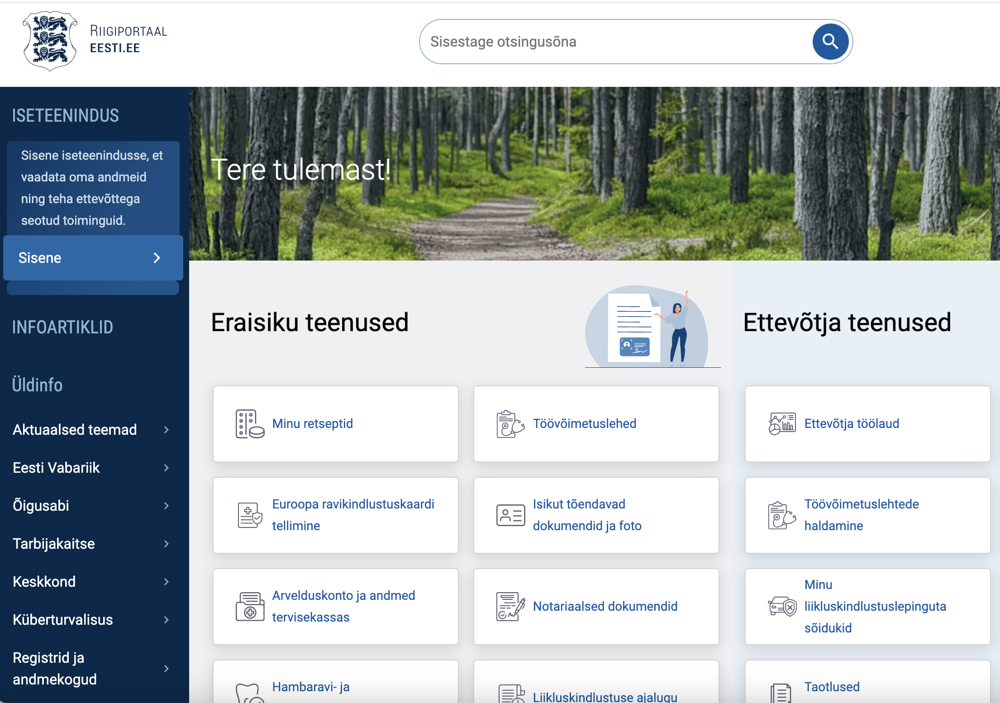 RIIGIPORTAAL
EESTI.EE
Sisestage otsingusõna
ISETEENINDUS
Sisene iseteenindusse, et
vaadata oma andmeid
ning teha ettevõttega
seotud toiminguid.
Sisene
INFOARTIKLID
Üldinfo
Aktuaalsed teemad
Eesti Vabariik
Õigusabi
Tarbijakaitse
Keskkond
Küberturvalisus
Registrid ja
andmekogud
Tere tulemast!
Eraisiku teenused
Minu retseptid
Töövõimetuslehed
Euroopa ravikindlustuskaardi
tellimine
Isikut tõendavad
dokumendid ja foto
Arvelduskonto ja andmed
tervisekassas
Notariaalsed dokumendid
Hambaravi- ja
Liikluskindlustuse ajalugu
Ettevõtja teenused
Ettevõtja töölaud
Töövõimetuslehtede
haldamine
Minu
liikluskindlustuslepinguta
sõidukid
Taotlused